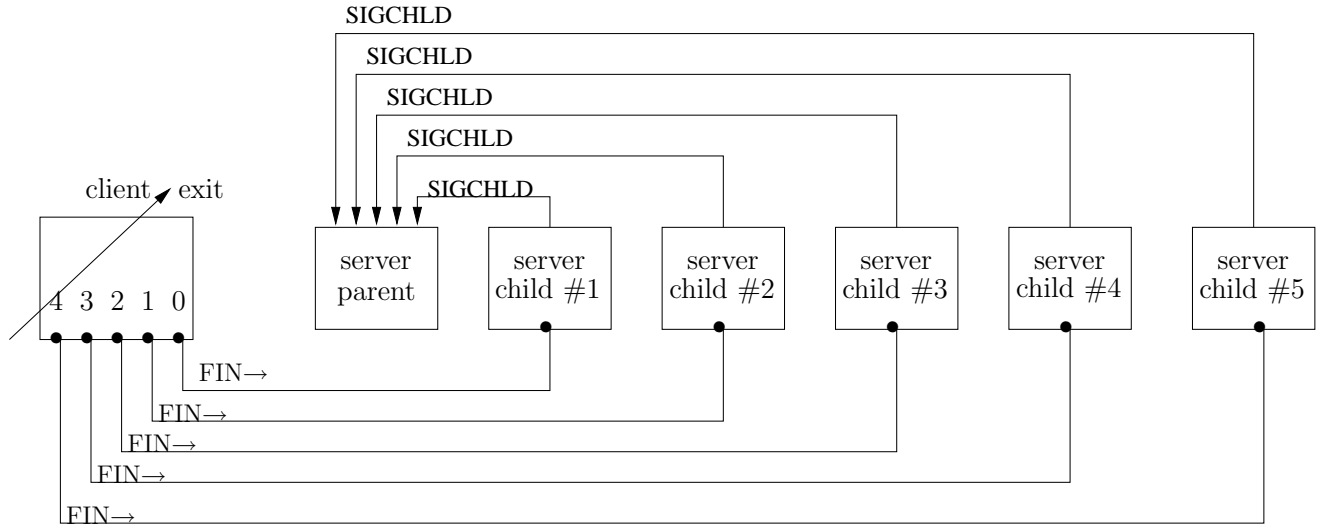 SIGCHLD
SIGCHLD
SIGCHLD
SIGCHLD
SIGCHLD
client exit
server parent
server child #1
server child #2
server child #3
server child #4
server child #5
4 3 2 1 0
FIN→
FIN→
FIN→
FIN→
FIN→